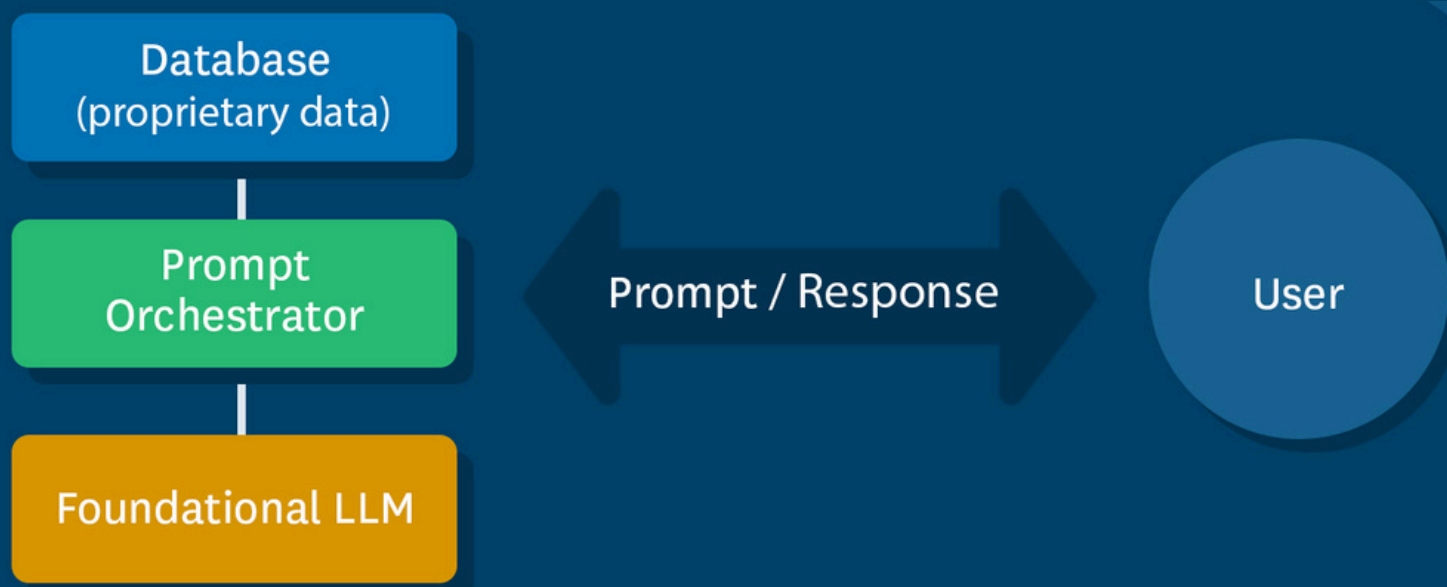 Database
(proprietary data)
Prompt
Orchestrator
Foundational LLM
Prompt / Response
User